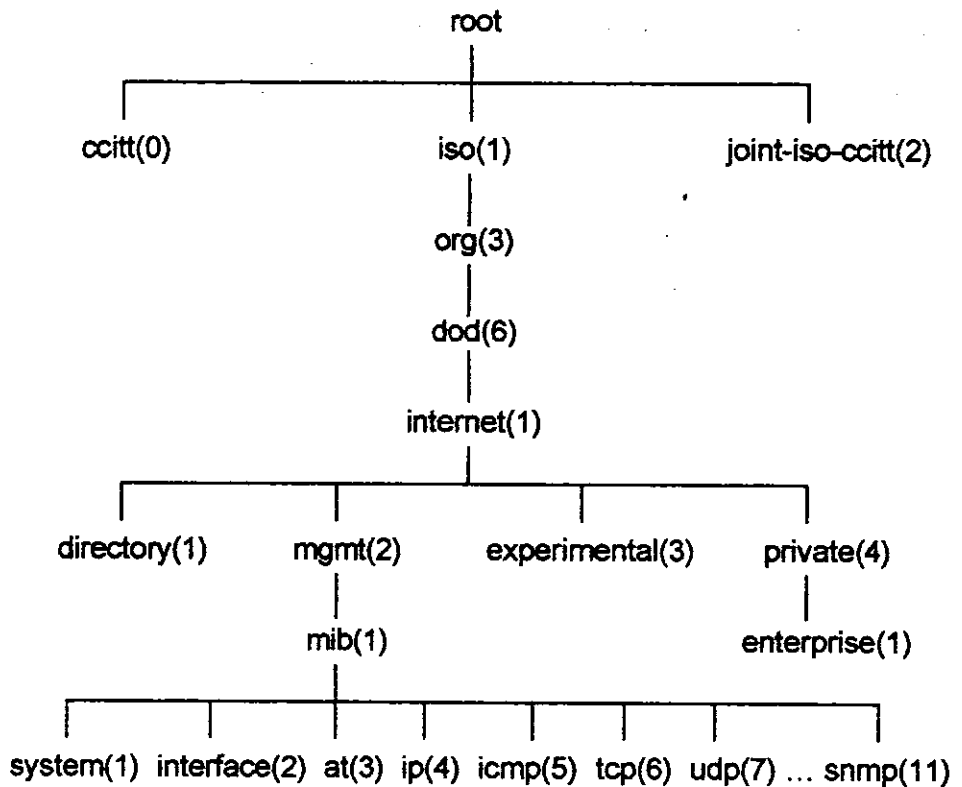 root
ccitt(0) iso(1) joint-iso-ccitt(2)
org(3)
dod(6)
internet(1)
directory(1) mgmt(2) experimental(3) private(4)
mib(1) enterprise(1)
system(1) interface(2) at(3) ip(4) icmp(5) tcp(6) udp(7) ... snmp(11)